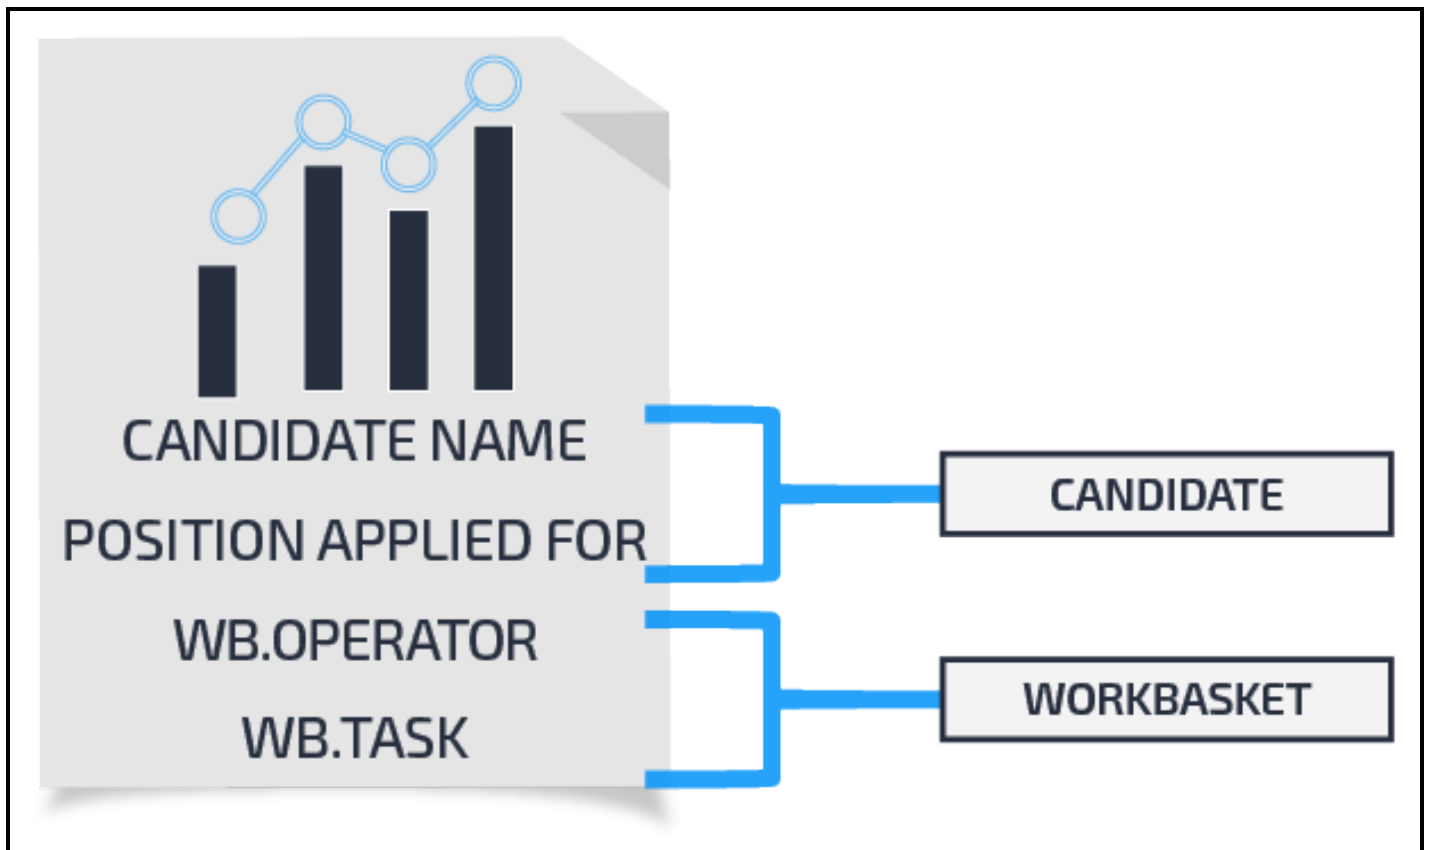 CANDIDATE NAME
POSITION APPLIED FOR
WB.OPERATOR
WB.TASK
CANDIDATE
WORKBASKET